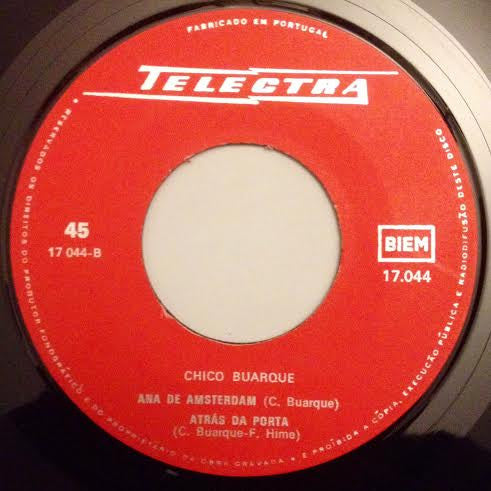 FABRICADO EM PORTUGAL
TELECTRA
45
17 044-B
BIEM
17.044
CHICO BUARQUE
ANA DE AMSTERDAM (C. Buarque)
ATRÁS DA PORTA
(C. Buarque-F. Hime)
• RESERVADOS OS DIREITOS DO PRODUTOR FONOGRÁFICO E DO PROPRIETÁRIO DA OBRA GRAVADA • É PROIBIDA A CÓPIA, EXECUÇÃO PÚBLICA E RADIODIFUSÃO DESTE DISCO